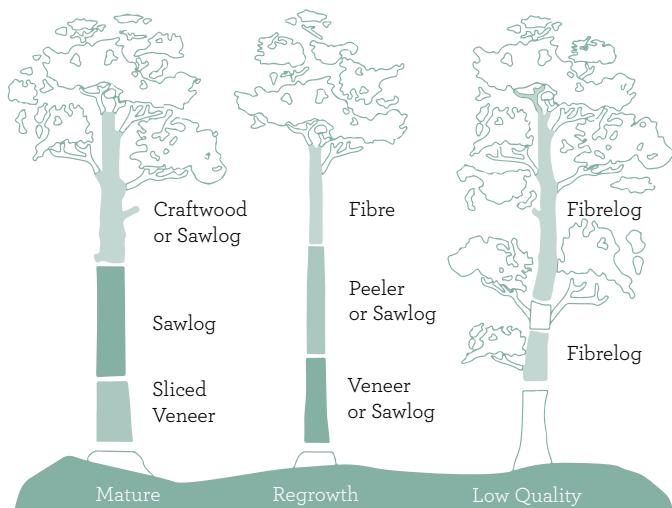 Craftwood
or Sawlog
Sawlog
Sliced
Veneer
Fibre
Peeler
or Sawlog
Veneer
or Sawlog
Fibrelog
Fibrelog
Mature
Regrowth
Low Quality